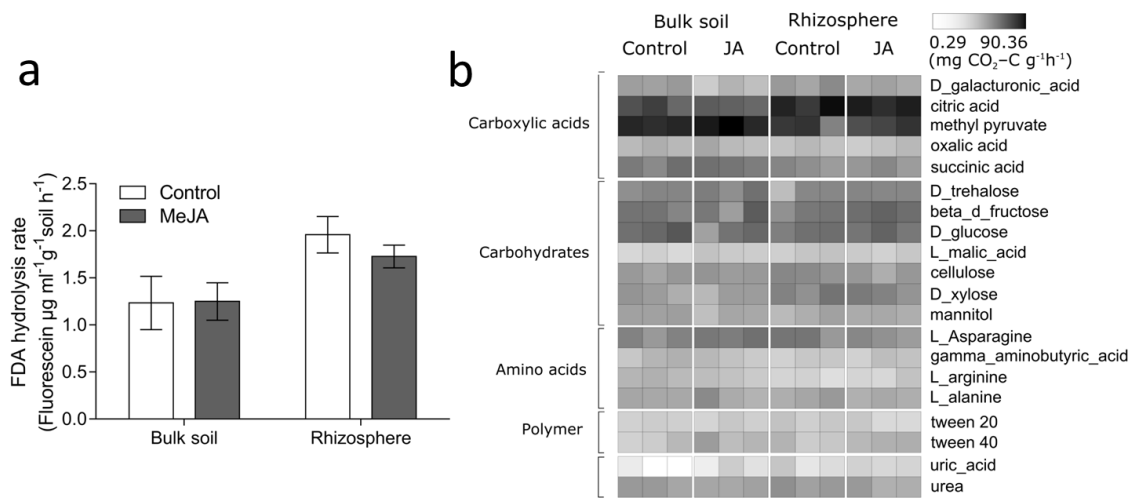 a
FDA hydrolysis rate
(Fluorescein µg ml⁻¹g⁻¹soil h⁻¹)
2.5
2.0
1.5
1.0
0.5
0.0
Control
MeJA
Bulk soil
Rhizosphere
b
Bulk soil
Rhizosphere
Control
JA
Control
JA
0.29
90.36
(mg CO₂–C g⁻¹h⁻¹)
Carboxylic acids
D_galacturonic_acid
citric acid
methyl pyruvate
oxalic acid
succinic acid
Carbohydrates
D_trehalose
beta_d_fructose
D_glucose
L_malic_acid
cellulose
D_xylose
mannitol
Amino acids
L_Asparagine
gamma_aminobutyric_acid
L_arginine
L_alanine
Polymer
tween 20
tween 40
uric_acid
urea